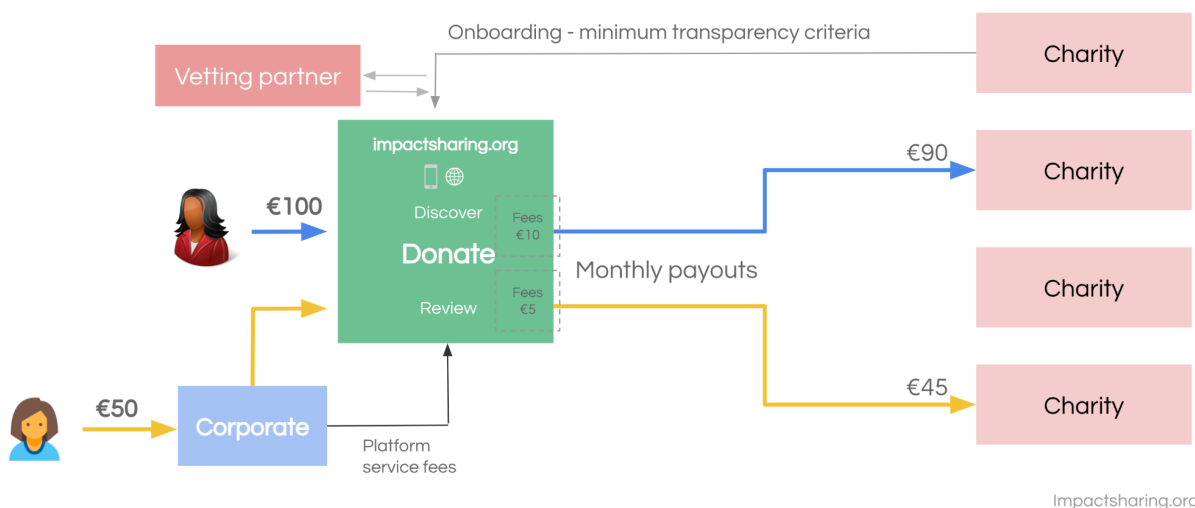 Onboarding - minimum transparency criteria
Charity
Vetting partner
impactsharing.org
€90
Charity
€100
Discover
Fees
€10
Donate
Monthly payouts
Charity
Fees
€5
Review
€50
Corporate
€45
Charity
Platform
service fees
Impactsharing.org